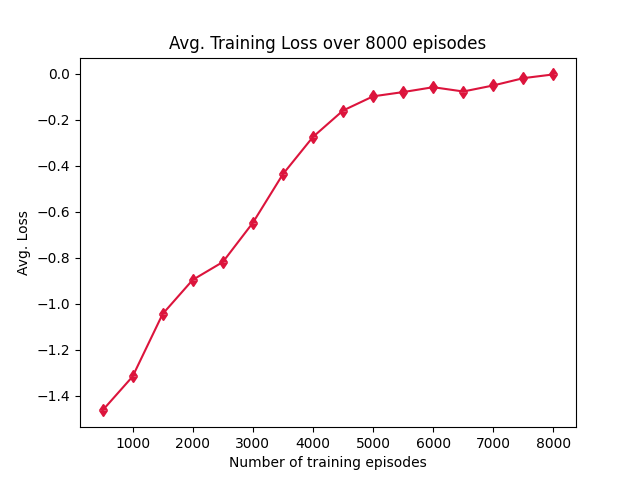 Avg. Training Loss over 8000 episodes
0.0
−0.2
−0.4
−0.6
−0.8
−1.0
−1.2
−1.4
Avg. Loss
1000 2000 3000 4000 5000 6000 7000 8000
Number of training episodes